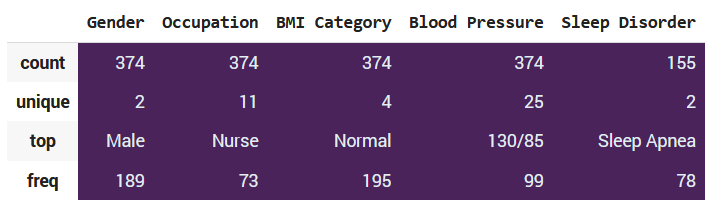 Gender Occupation BMI Category Blood Pressure Sleep Disorder
count 374 374 374 374 155
unique 2 11 4 25 2
top Male Nurse Normal 130/85 Sleep Apnea
freq 189 73 195 99 78